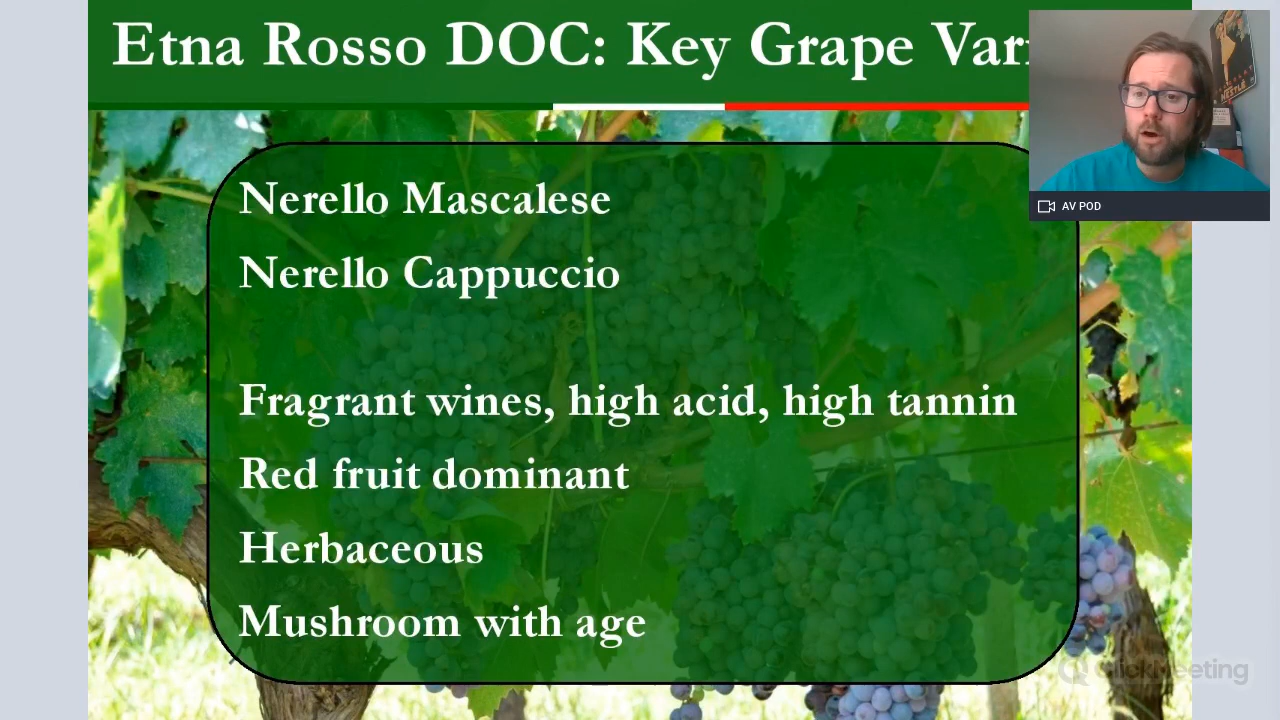 Etna Rosso DOC: Key Grape
Nerello Mascalese
Nerello Cappuccio
Fragrant wines, high acid, high tannin
Red fruit dominant
Herbaceous
Mushroom with age
AV POD
ClickMeeting